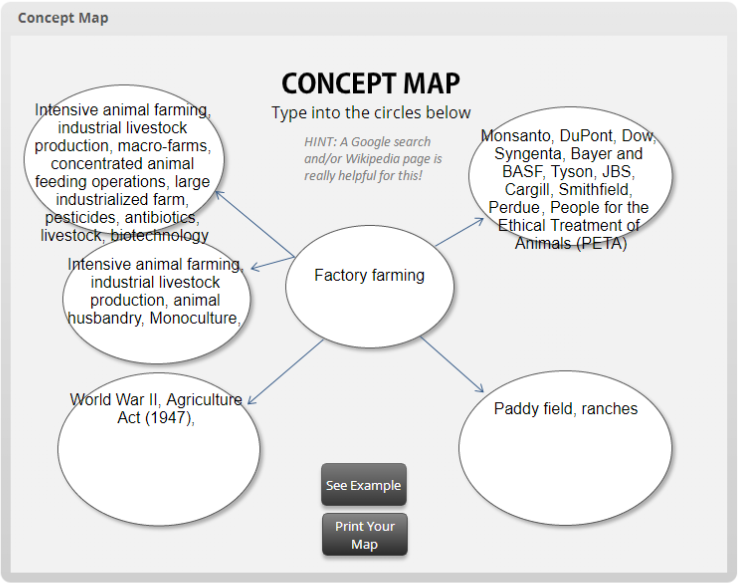 Concept Map
CONCEPT MAP
Type into the circles below
HINT: A Google search
and/or Wikipedia page is
really helpful for this!
Intensive animal farming,
industrial livestock
production, macro-farms,
concentrated animal
feeding operations, large
industrialized farm,
pesticides, antibiotics,
livestock, biotechnology
Monsanto, DuPont, Dow,
Syngenta, Bayer and
BASF, Tyson, JBS,
Cargill, Smithfield,
Perdue, People for the
Ethical Treatment of
Animals (PETA)
Intensive animal farming,
industrial livestock
production, animal
husbandry, Monoculture,
Factory farming
World War II, Agriculture
Act (1947),
Paddy field, ranches
See Example
Print Your
Map